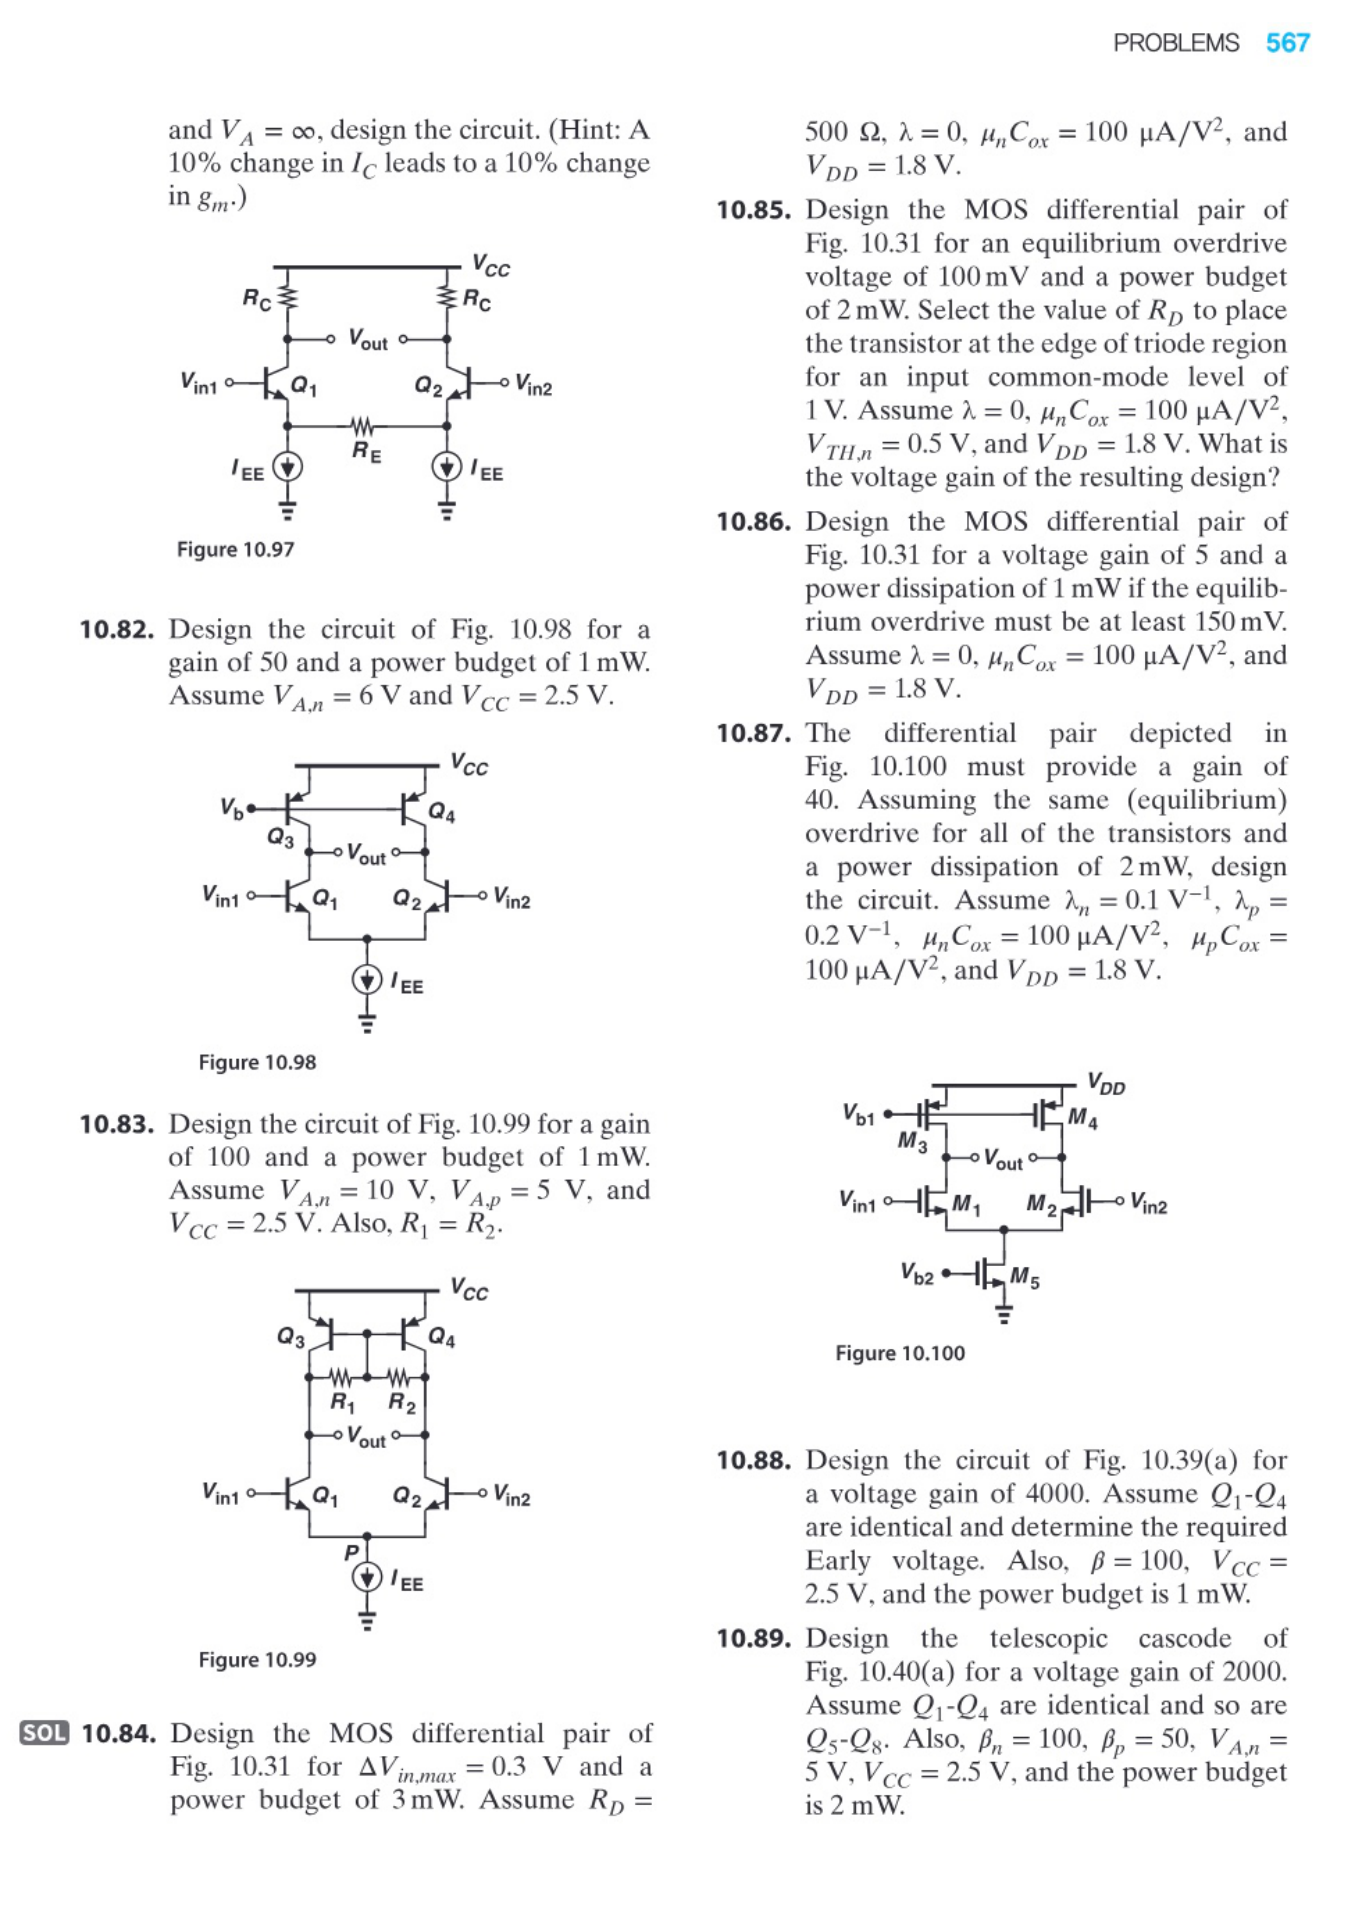 PROBLEMS 567
and V_A = ∞, design the circuit. (Hint: A
10% change in I_C leads to a 10% change
in g_m.)
V_CC
R_C R_C
V_out
V_in1 Q_1 Q_2 V_in2
R_E
I_EE I_EE
Figure 10.97
10.82. Design the circuit of Fig. 10.98 for a
gain of 50 and a power budget of 1 mW.
Assume V_A,n = 6 V and V_CC = 2.5 V.
V_CC
V_b Q_4
Q_3
V_out
V_in1 Q_1 Q_2 V_in2
I_EE
Figure 10.98
10.83. Design the circuit of Fig. 10.99 for a gain
of 100 and a power budget of 1 mW.
Assume V_A,n = 10 V, V_A,p = 5 V, and
V_CC = 2.5 V. Also, R_1 = R_2.
V_CC
Q_3 Q_4
R_1 R_2
V_out
V_in1 Q_1 Q_2 V_in2
P
I_EE
Figure 10.99
SOL 10.84. Design the MOS differential pair of
Fig. 10.31 for ΔV_in,max = 0.3 V and a
power budget of 3 mW. Assume R_D =
500 Ω, λ = 0, μ_nC_ox = 100 μA/V², and
V_DD = 1.8 V.
10.85. Design the MOS differential pair of
Fig. 10.31 for an equilibrium overdrive
voltage of 100 mV and a power budget
of 2 mW. Select the value of R_D to place
the transistor at the edge of triode region
for an input common-mode level of
1 V. Assume λ = 0, μ_nC_ox = 100 μA/V²,
V_TH,n = 0.5 V, and V_DD = 1.8 V. What is
the voltage gain of the resulting design?
10.86. Design the MOS differential pair of
Fig. 10.31 for a voltage gain of 5 and a
power dissipation of 1 mW if the equilib-
rium overdrive must be at least 150 mV.
Assume λ = 0, μ_nC_ox = 100 μA/V², and
V_DD = 1.8 V.
10.87. The differential pair depicted in
Fig. 10.100 must provide a gain of
40. Assuming the same (equilibrium)
overdrive for all of the transistors and
a power dissipation of 2 mW, design
the circuit. Assume λ_n = 0.1 V⁻¹, λ_p =
0.2 V⁻¹, μ_nC_ox = 100 μA/V², μ_pC_ox =
100 μA/V², and V_DD = 1.8 V.
V_DD
V_b1 M_4
M_3
V_out
V_in1 M_1 M_2 V_in2
V_b2 M_5
Figure 10.100
10.88. Design the circuit of Fig. 10.39(a) for
a voltage gain of 4000. Assume Q_1-Q_4
are identical and determine the required
Early voltage. Also, β = 100, V_CC =
2.5 V, and the power budget is 1 mW.
10.89. Design the telescopic cascode of
Fig. 10.40(a) for a voltage gain of 2000.
Assume Q_1-Q_4 are identical and so are
Q_5-Q_8. Also, β_n = 100, β_p = 50, V_A,n =
5 V, V_CC = 2.5 V, and the power budget
is 2 mW.